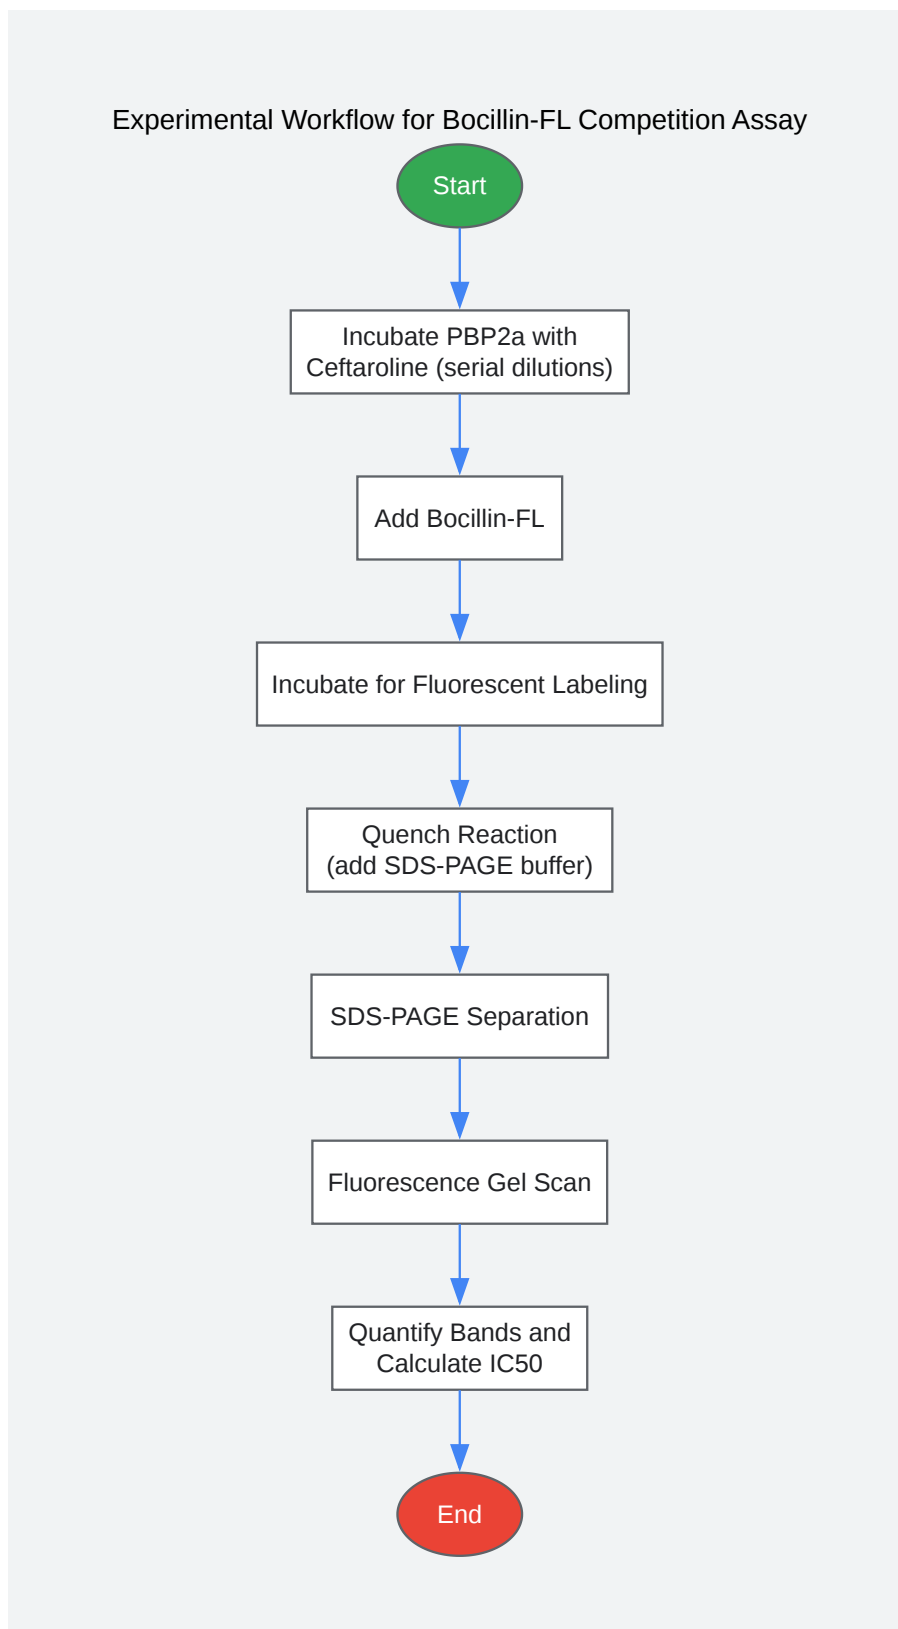 Experimental Workflow for Bocillin-FL Competition Assay
Start
Incubate PBP2a with
Ceftaroline (serial dilutions)
Add Bocillin-FL
Incubate for Fluorescent Labeling
Quench Reaction
(add SDS-PAGE buffer)
SDS-PAGE Separation
Fluorescence Gel Scan
Quantify Bands and
Calculate IC50
End